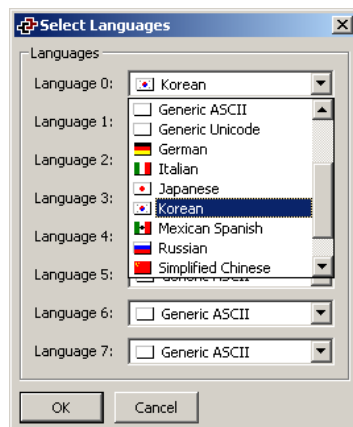 Select Languages
Languages
Language 0:
Korean
Language 1:
Generic ASCII
Generic Unicode
Language 2:
German
Italian
Language 3:
Japanese
Korean
Language 4:
Mexican Spanish
Russian
Language 5:
Simplified Chinese
Language 6:
Generic ASCII
Language 7:
Generic ASCII
OK
Cancel